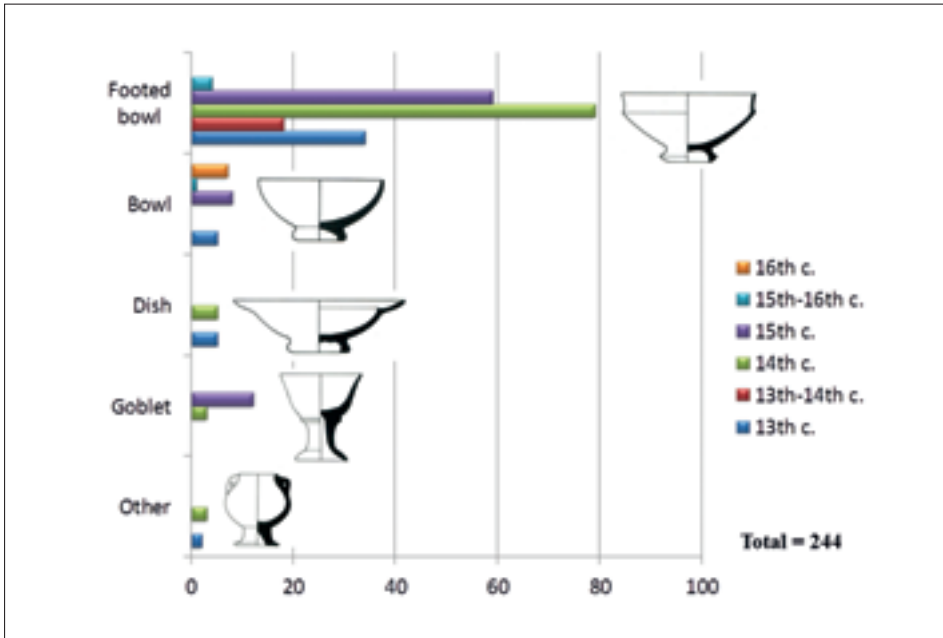 Footed
bowl
Bowl
Dish
Goblet
Other
0 20 40 60 80 100
16th c.
15th-16th c.
15th c.
14th c.
13th-14th c.
13th c.
Total = 244